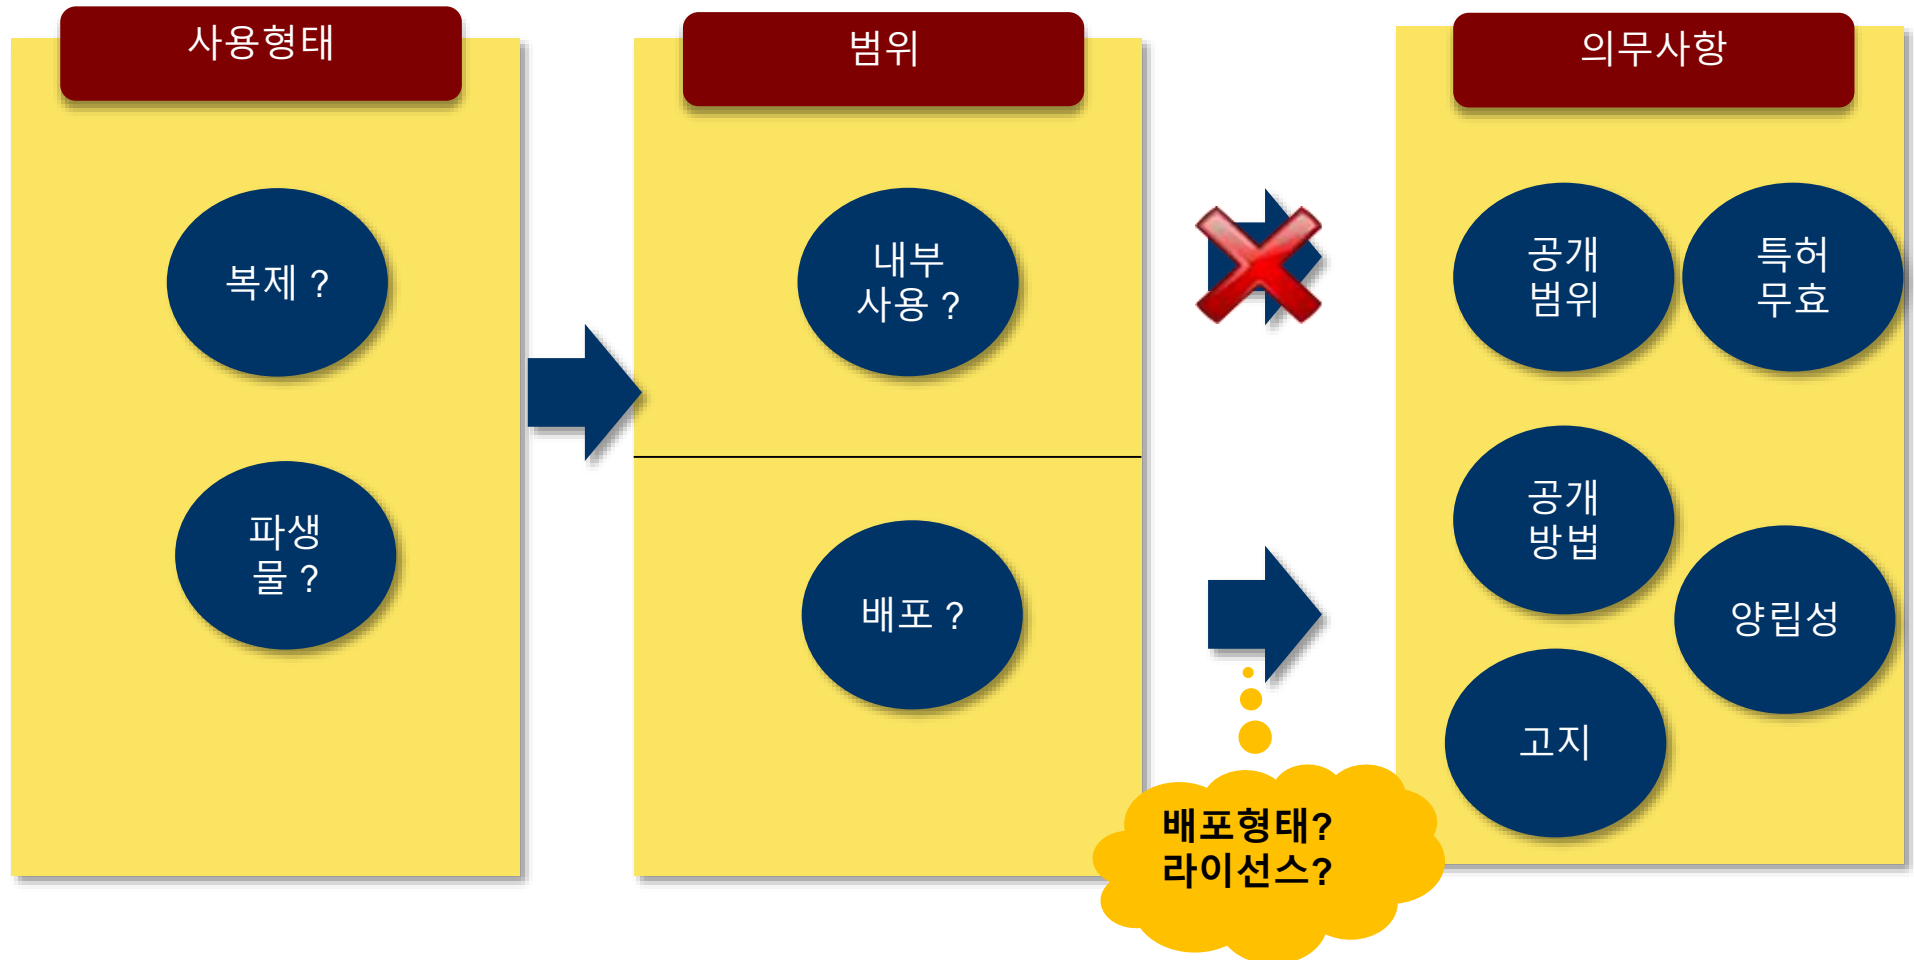 사용형태
복제 ?
파생
물 ?
범위
내부
사용 ?
배포 ?
배포형태?
라이선스?
의무사항
공개
범위
특허
무효
공개
방법
양립성
고지